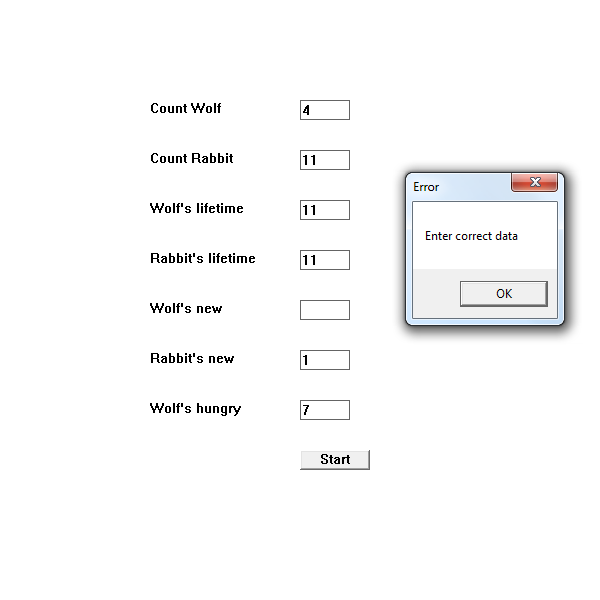 Count Wolf 4
Count Rabbit 11
Error
Wolf's lifetime 11
Enter correct data
Rabbit's lifetime 11
OK
Wolf's new
Rabbit's new 1
Wolf's hungry 7
Start